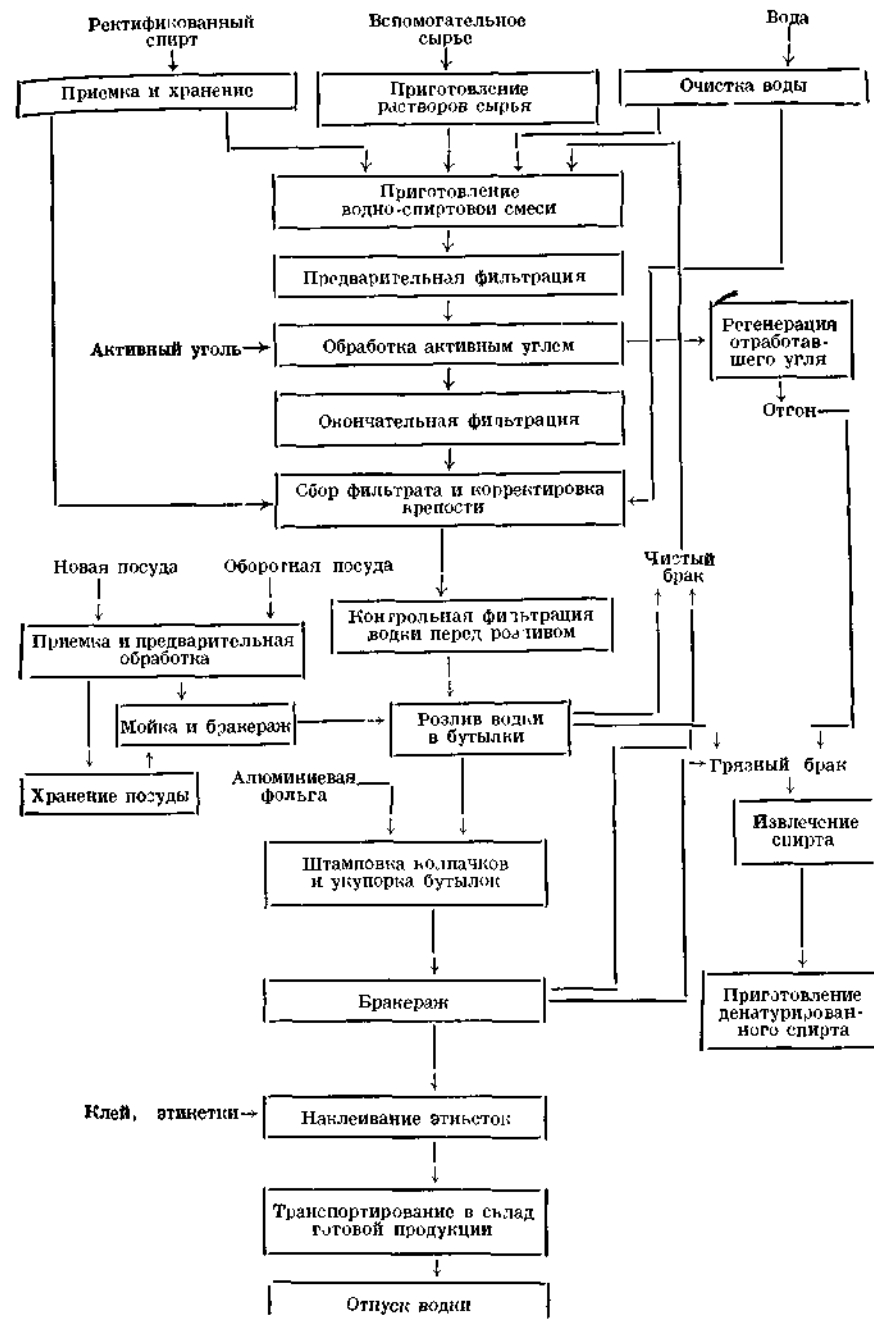 Ректификованный
спирт
Вспомогательное
сырье
Вода
Приемка и хранение
Приготовление
растворов сырья
Очистка воды
Приготовление
водно-спиртовой смеси
Предварительная фильтрация
Активный уголь
Обработка активным углем
Регенерация
отработав-
шего угля
Отгон
Окончательная фильтрация
Сбор фильтрата и корректировка
крепости
Чистый
брак
Новая посуда
Оборотная посуда
Контрольная фильтрация
водки перед розливом
Приемка и предварительная
обработка
Мойка и бракераж
Розлив водки
в бутылки
Грязный брак
Хранение посуды
Алюминиевая
фольга
Извлечение
спирта
Штамповка колпачков
и укупорка бутылок
Бракераж
Приготовление
денатурирован-
ного спирта
Клей, этикетки
Наклеивание этикеток
Транспортирование в склад
готовой продукции
Отпуск водки